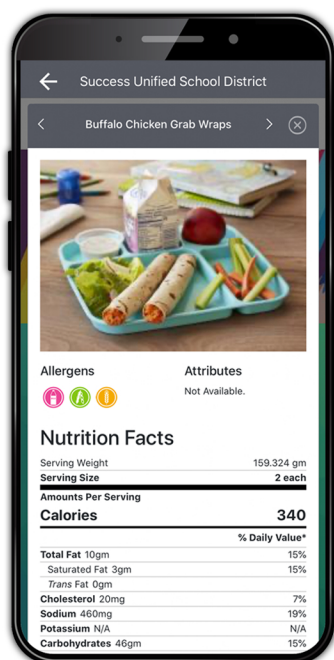 Success Unified School District
Buffalo Chicken Grab Wraps
Allergens Attributes
Not Available.
Nutrition Facts
Serving Weight 159.324 gm
Serving Size 2 each
Amounts Per Serving
Calories 340
% Daily Value*
Total Fat 10gm 15%
Saturated Fat 3gm 15%
Trans Fat 0gm
Cholesterol 20mg 7%
Sodium 460mg 19%
Potassium N/A N/A
Carbohydrates 46gm 15%